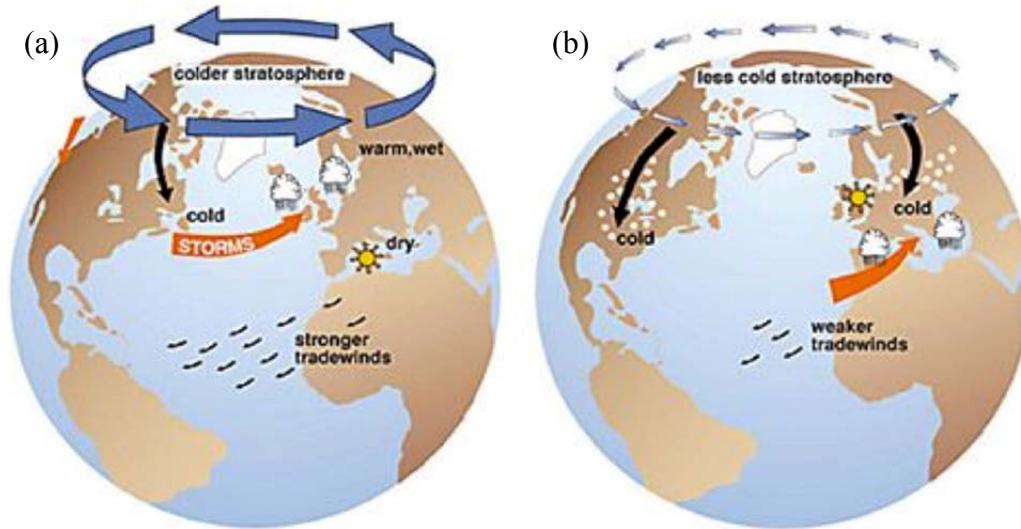 (a)
colder stratosphere
warm,wet
cold
STORMS
dry
stronger
tradewinds
(b)
less cold stratosphere
cold
cold
weaker
tradewinds